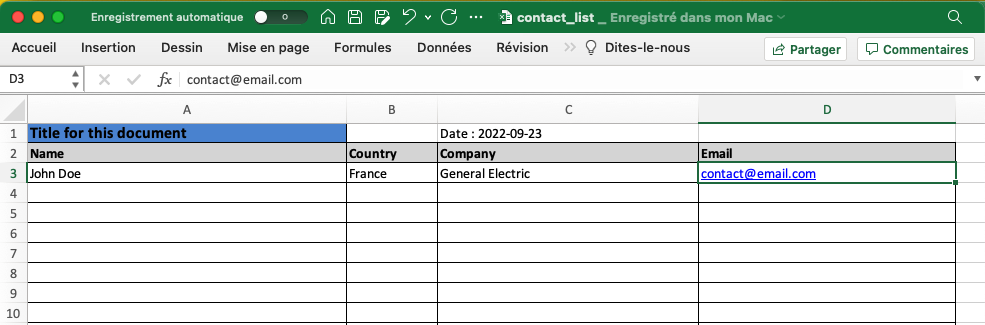 Enregistrement automatique 0 ... contact_list _ Enregistré dans mon Mac
Accueil Insertion Dessin Mise en page Formules Données Révision >> Dites-le-nous Partager Commentaires
D3 fx contact@email.com
A B C D
1 Title for this document Date : 2022-09-23
2 Name Country Company Email
3 John Doe France General Electric contact@email.com
4
5
6
7
8
9
10